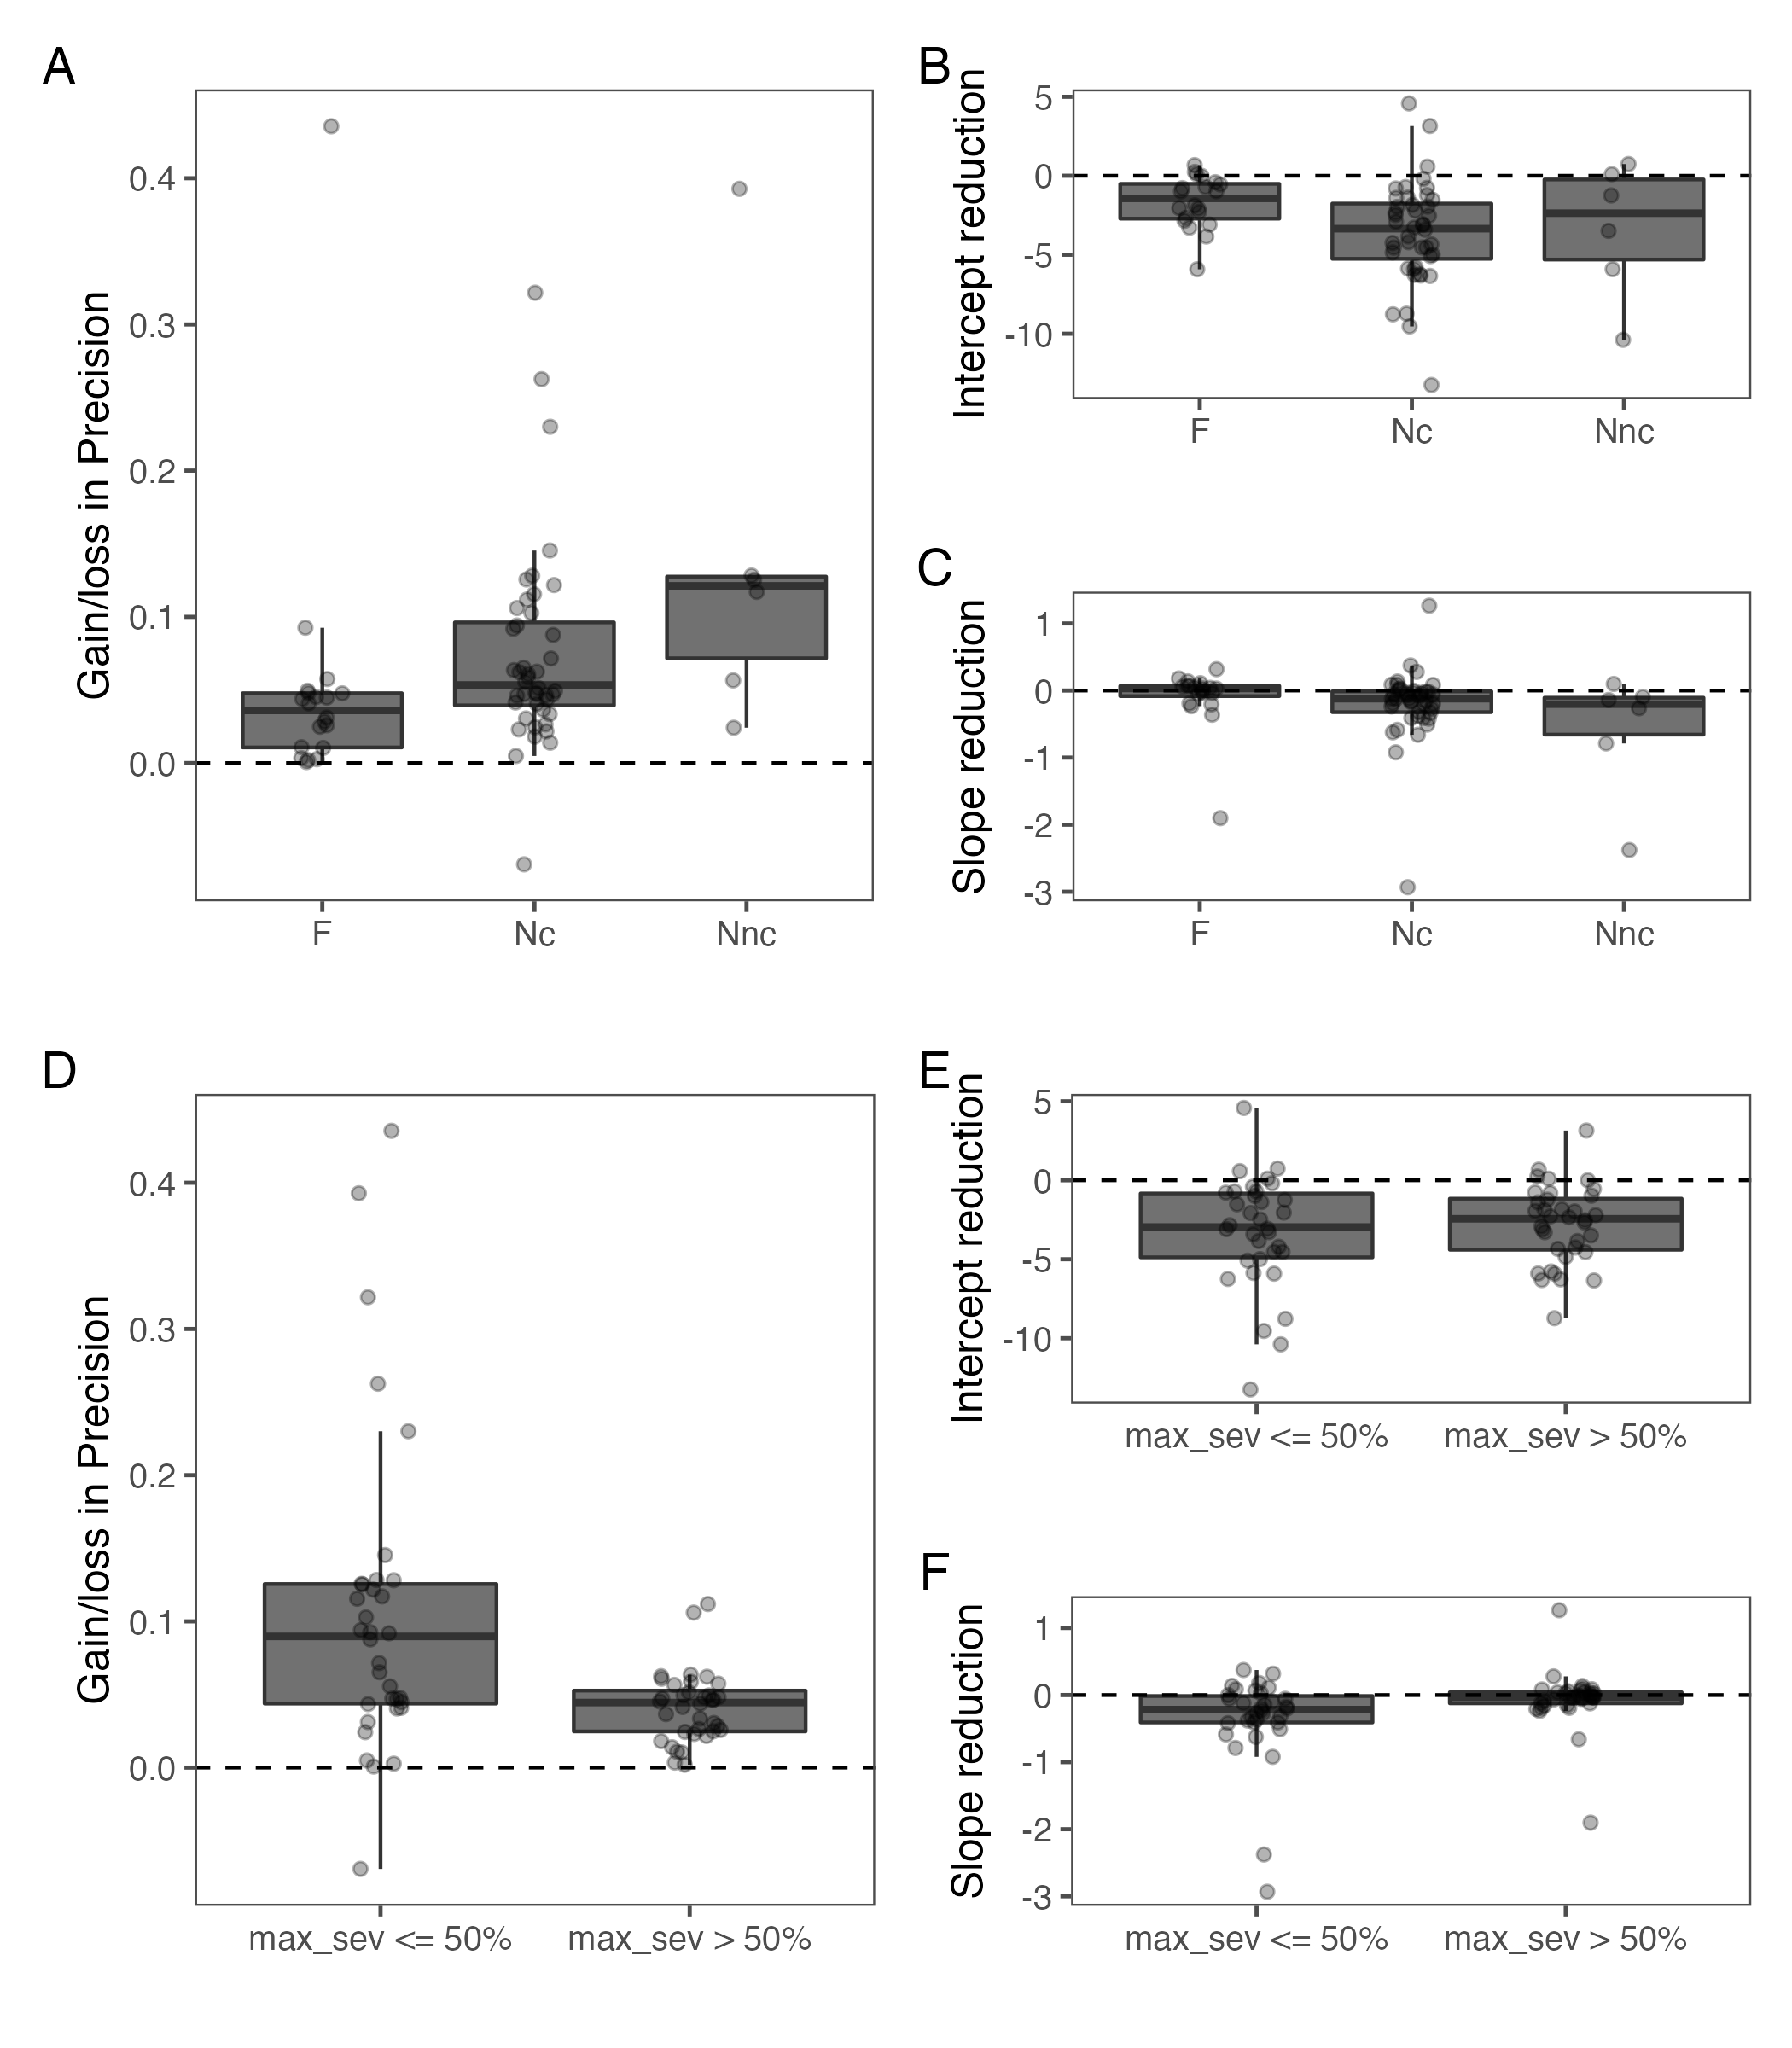 A
Gain/loss in Precision
0.4
0.3
0.2
0.1
0.0
F Nc Nnc
B
Intercept reduction
5
0
-5
-10
F Nc Nnc
C
Slope reduction
1
0
-1
-2
-3
F Nc Nnc
D
Gain/loss in Precision
0.4
0.3
0.2
0.1
0.0
max_sev <= 50% max_sev > 50%
E
Intercept reduction
5
0
-5
-10
max_sev <= 50% max_sev > 50%
F
Slope reduction
1
0
-1
-2
-3
max_sev <= 50% max_sev > 50%